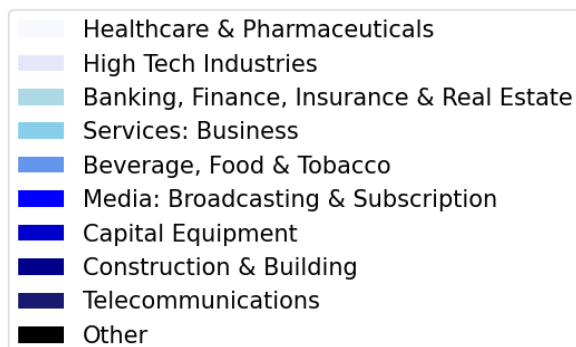 Healthcare & Pharmaceuticals
High Tech Industries
Banking, Finance, Insurance & Real Estate
Services: Business
Beverage, Food & Tobacco
Media: Broadcasting & Subscription
Capital Equipment
Construction & Building
Telecommunications
Other